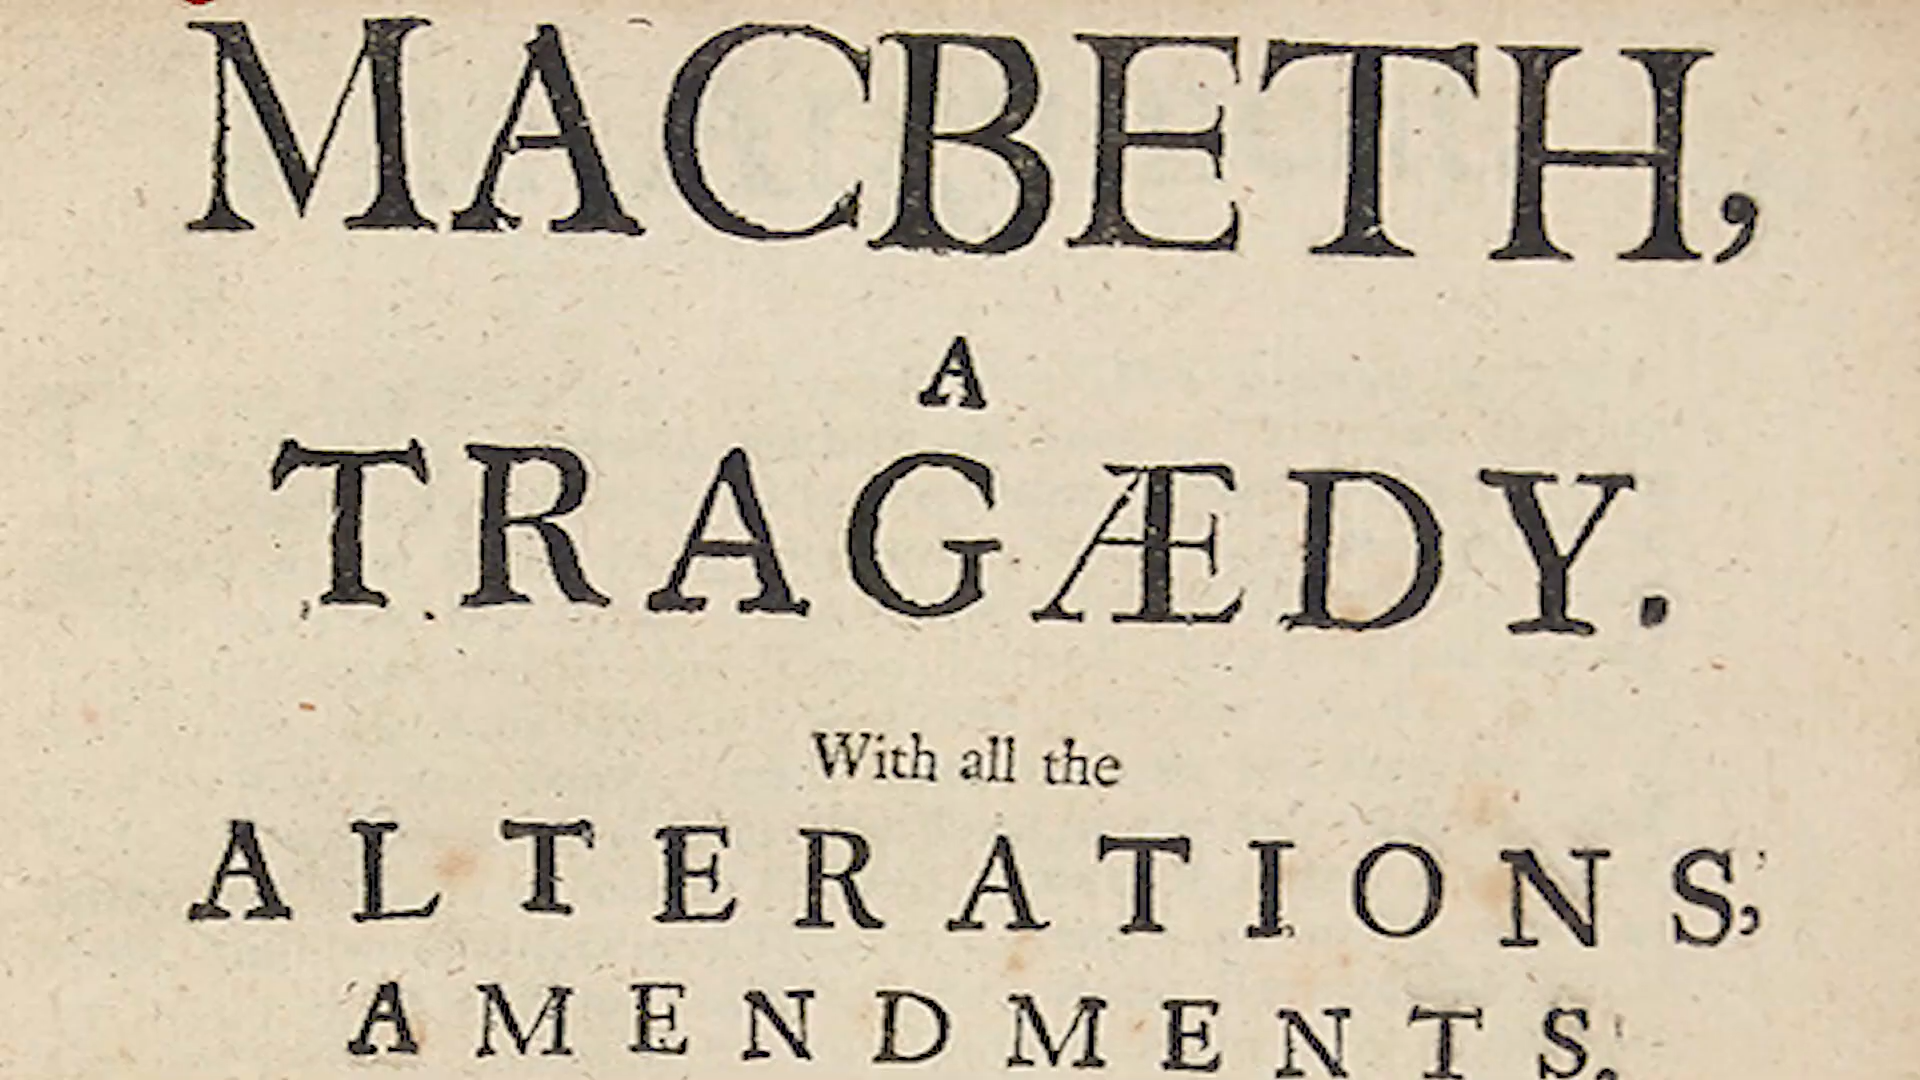 MACBETH,
A
TRAGÆDY.
With all the
ALTERATIONS,
AMENDMENTS,